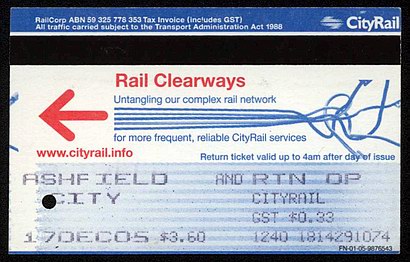 RailCorp ABN 59 325 778 353 Tax Invoice (includes GST)
All traffic carried subject to the Transport Administration Act 1988
CityRail
Rail Clearways
Untangling our complex rail network
for more frequent, reliable CityRail services
www.cityrail.info
Return ticket valid up to 4am after day of issue
ASHFIELD AND RTN OP
CITY CITYRAIL
GST $0.33
17DEC05 $3.60 1240 1814291074
FN-01-05-9876543